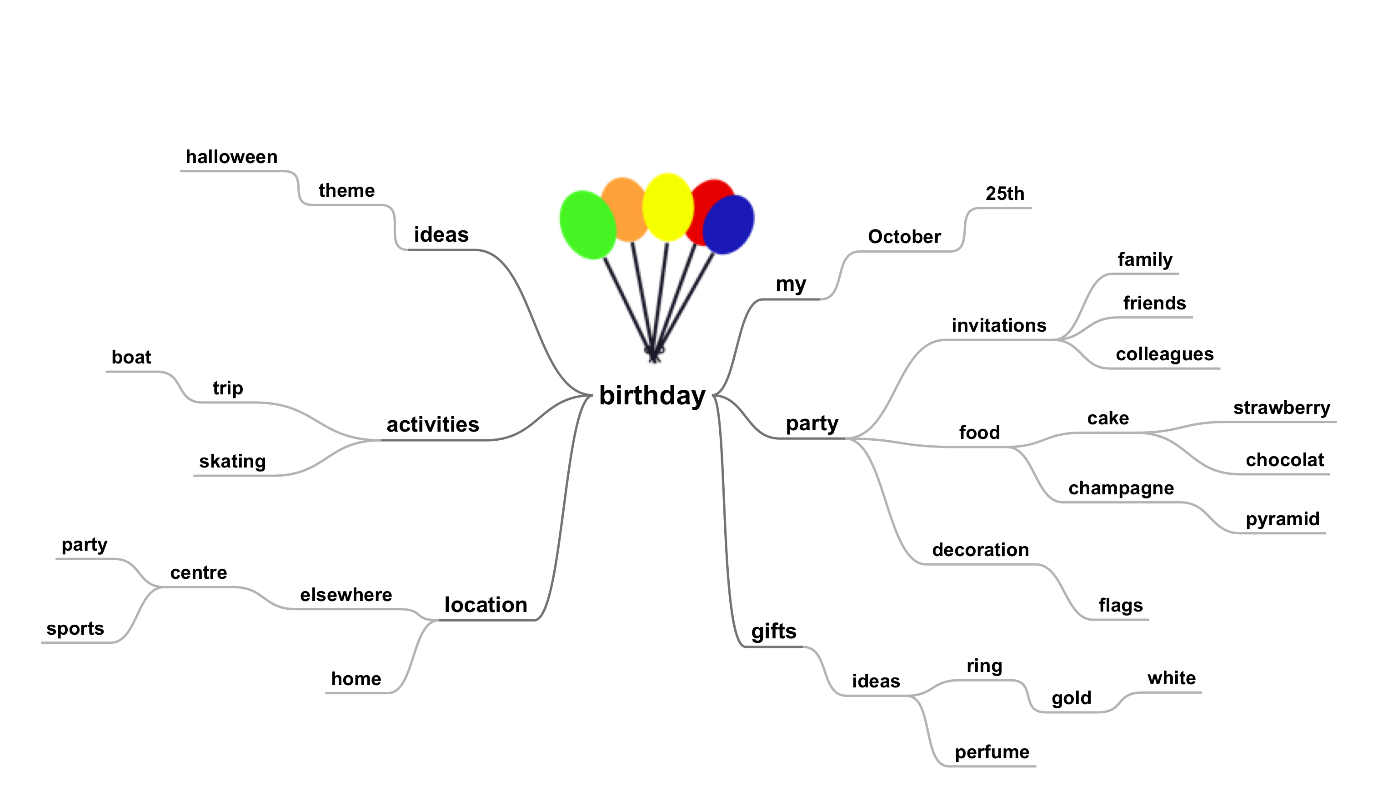 birthday
ideas
theme
halloween
activities
trip
boat
skating
location
elsewhere
centre
party
sports
home
my
October
25th
party
invitations
family
friends
colleagues
food
cake
strawberry
chocolat
champagne
pyramid
decoration
flags
gifts
ideas
ring
gold
white
perfume